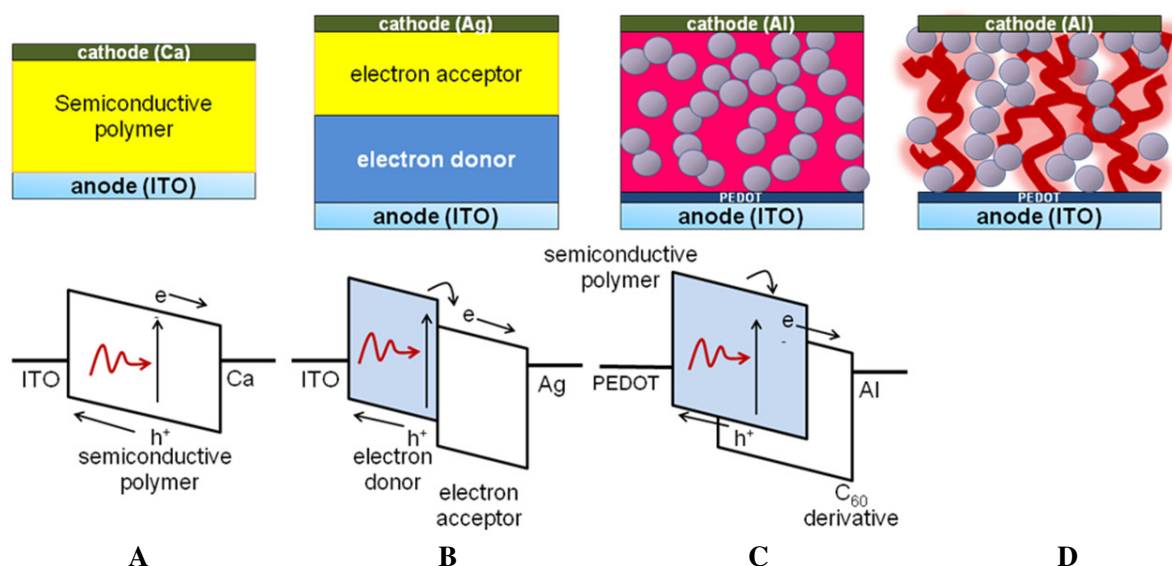 cathode (Ca)
Semiconductive
polymer
anode (ITO)
cathode (Ag)
electron acceptor
electron donor
anode (ITO)
cathode (Al)
PEDOT
anode (ITO)
cathode (Al)
PEDOT
anode (ITO)
e
-
ITO
Ca
h⁺
semiconductive
polymer
e
ITO
Ag
h⁺
electron
donor
electron
acceptor
semiconductive
polymer
e
-
PEDOT
Al
h⁺
C₆₀
derivative
A B C D